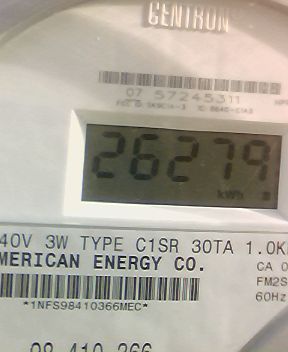 CENTRON
07 57245311
26279
kWh
40V 3W TYPE C1SR 30TA 1.0K
MERICAN ENERGY CO.
CA 0
FM2S
60Hz
*1NFS98410366MEC*
98 410 366